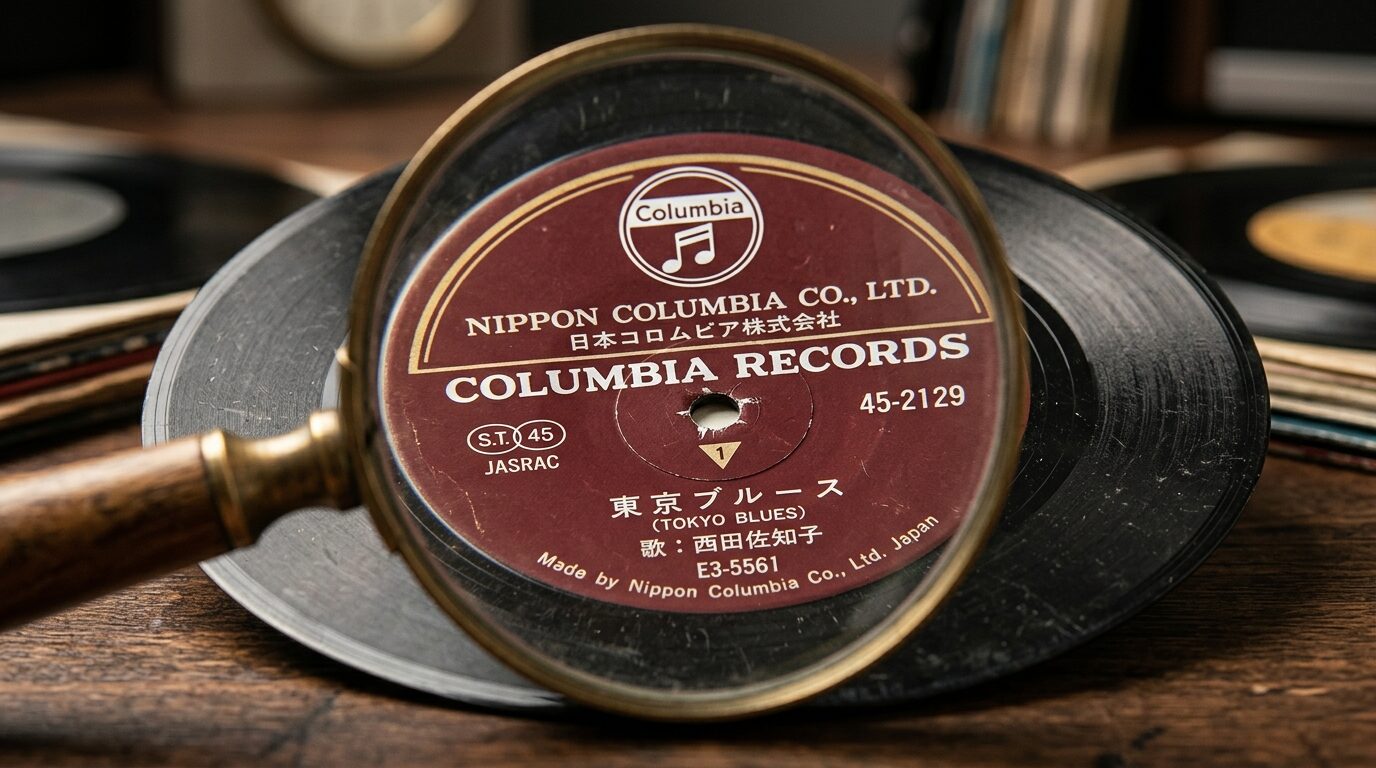 Columbia
NIPPON COLUMBIA CO., LTD.
日本コロムビア株式会社
COLUMBIA RECORDS
45-2129
S.T. 45
JASRAC
1
東京ブルース
(TOKYO BLUES)
歌：西田佐知子
E3-5561
Made by Nippon Columbia Co., Ltd. Japan